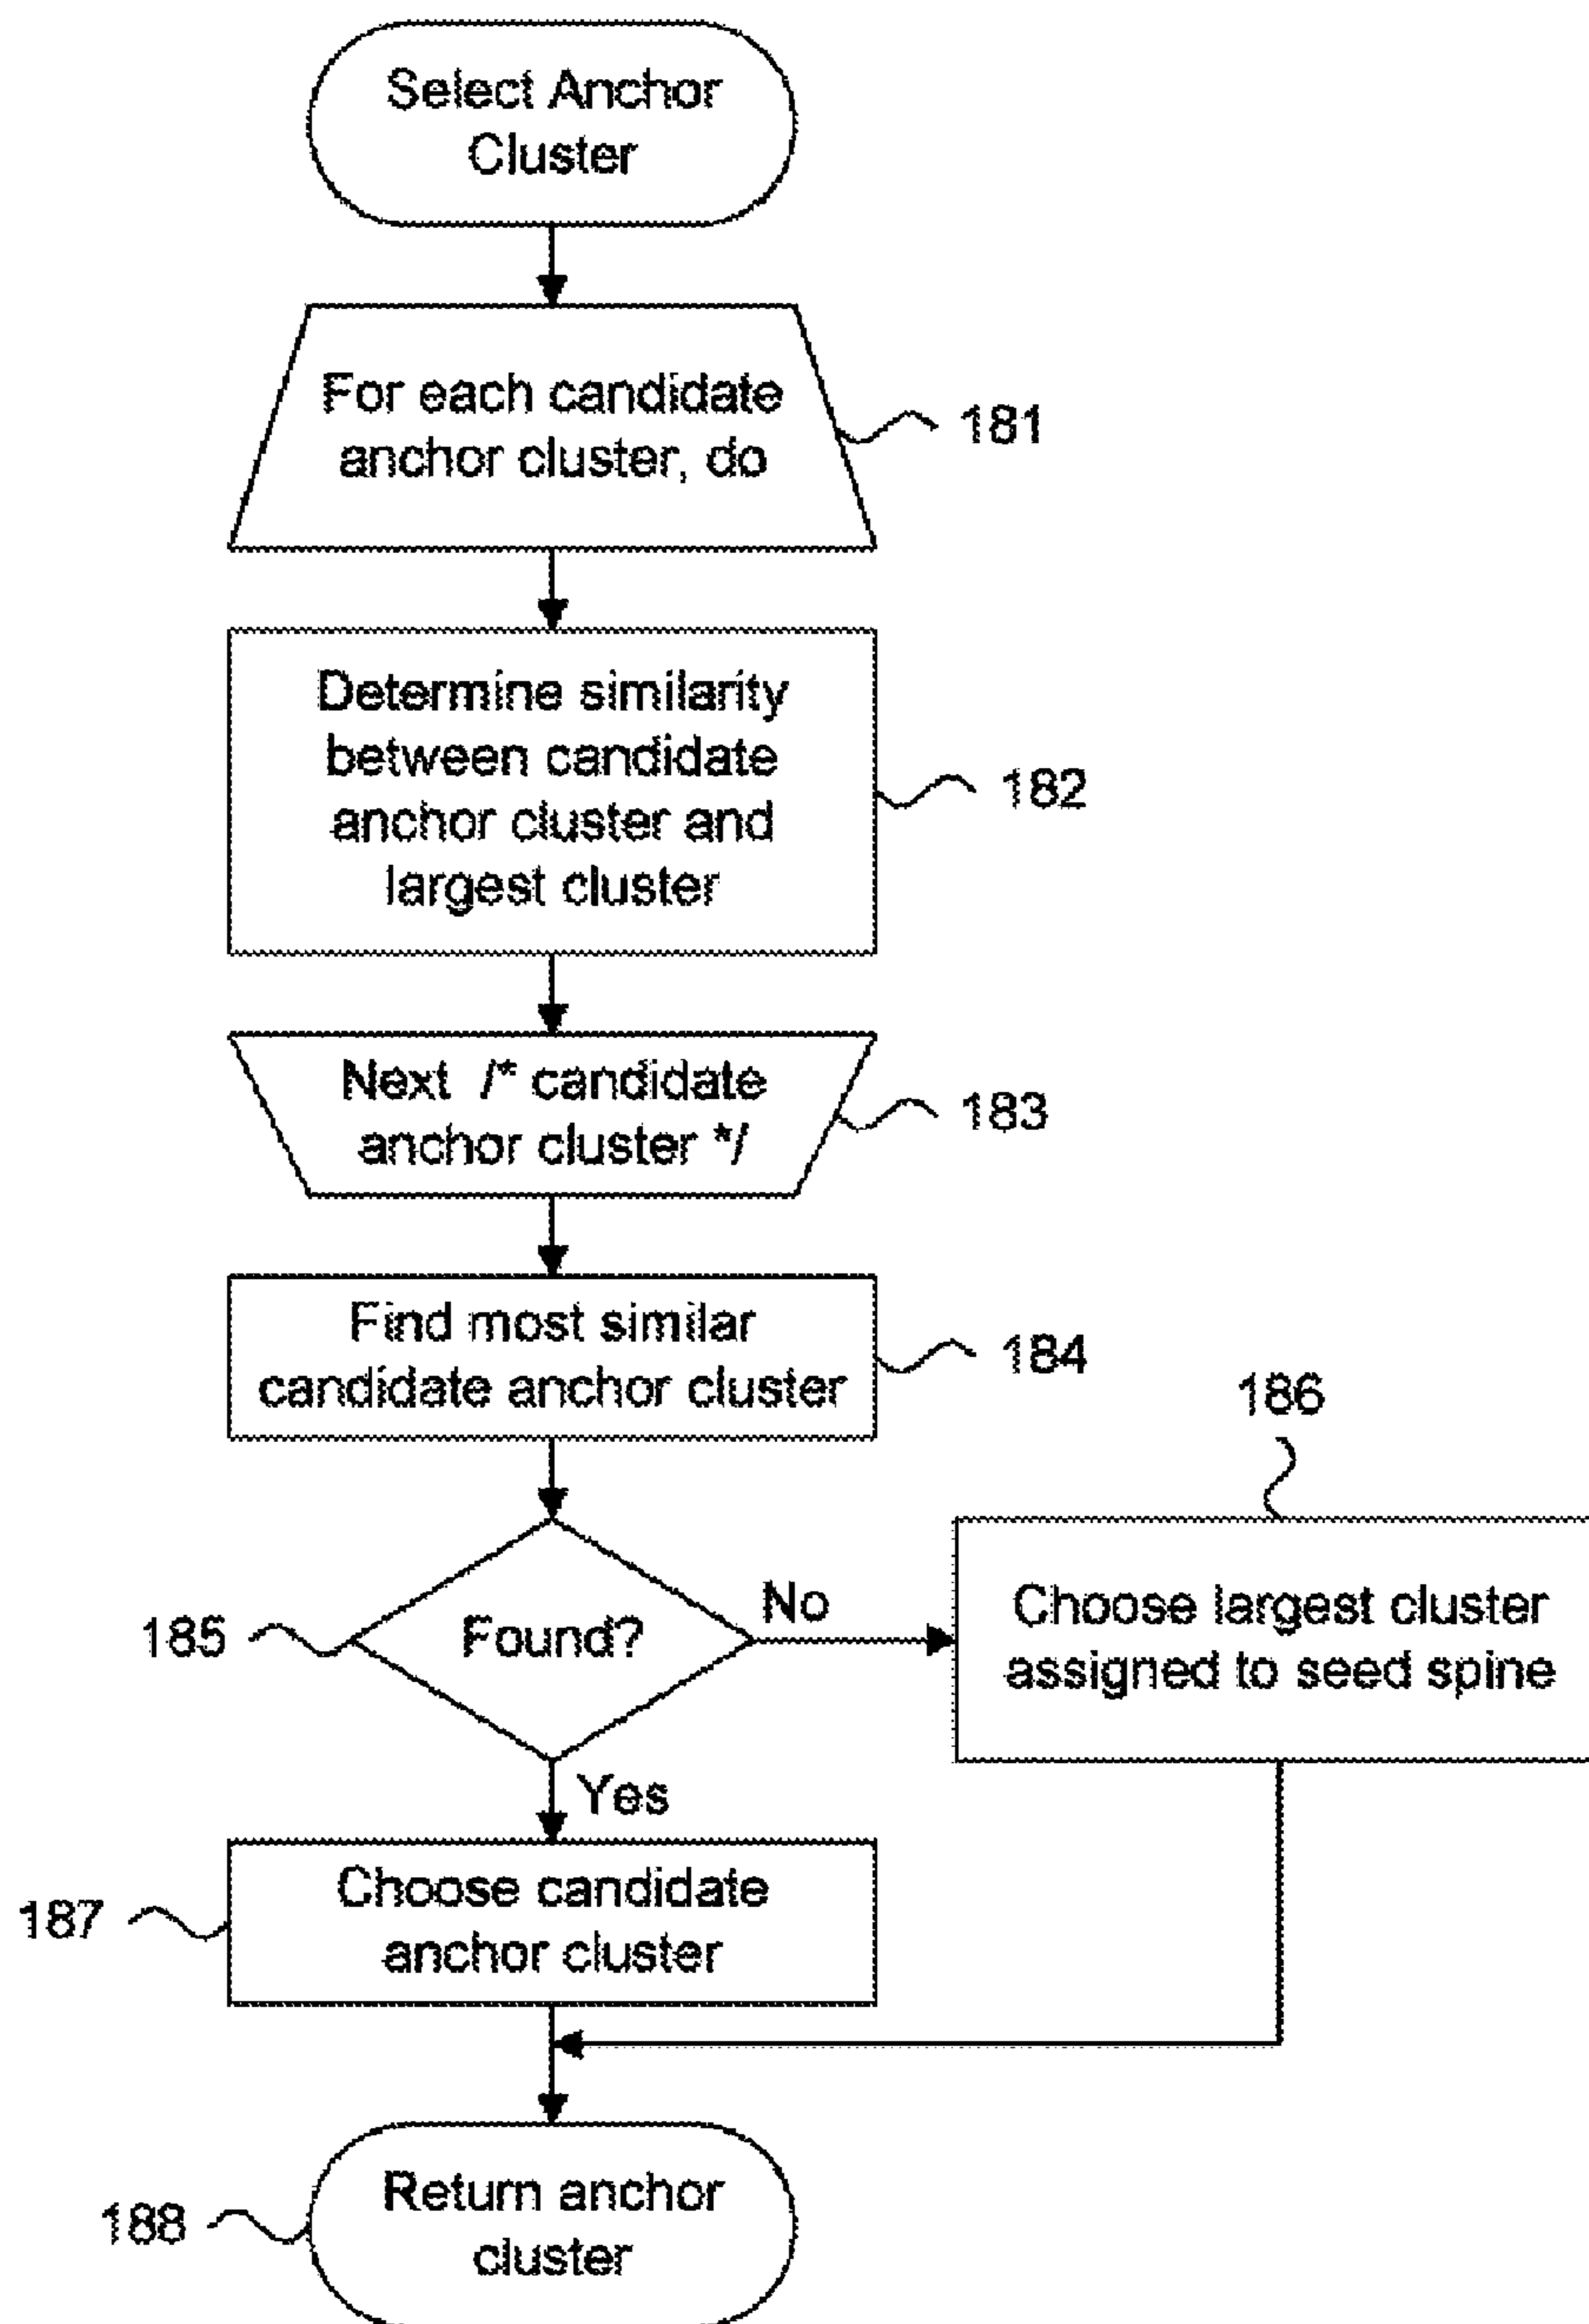 Select Anchor
Cluster
For each candidate
anchor cluster, do
181
Determine similarity
between candidate
anchor cluster and
largest cluster
182
Next /* candidate
anchor cluster */
183
Find most similar
candidate anchor cluster
184
186
185
Found?
No
Choose largest cluster
assigned to seed spine
Yes
187
Choose candidate
anchor cluster
188
Return anchor
cluster